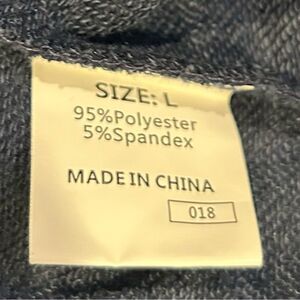 SIZE: L
95%Polyester
5%Spandex
MADE IN CHINA
018